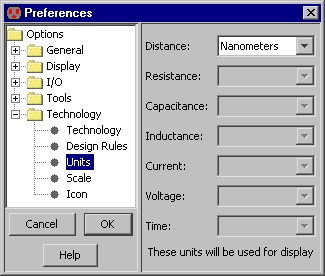 Preferences
Options
General
Display
I/O
Tools
Technology
Technology
Design Rules
Units
Scale
Icon
Cancel
OK
Help
Distance: Nanometers
Resistance:
Capacitance:
Inductance:
Current:
Voltage:
Time:
These units will be used for display